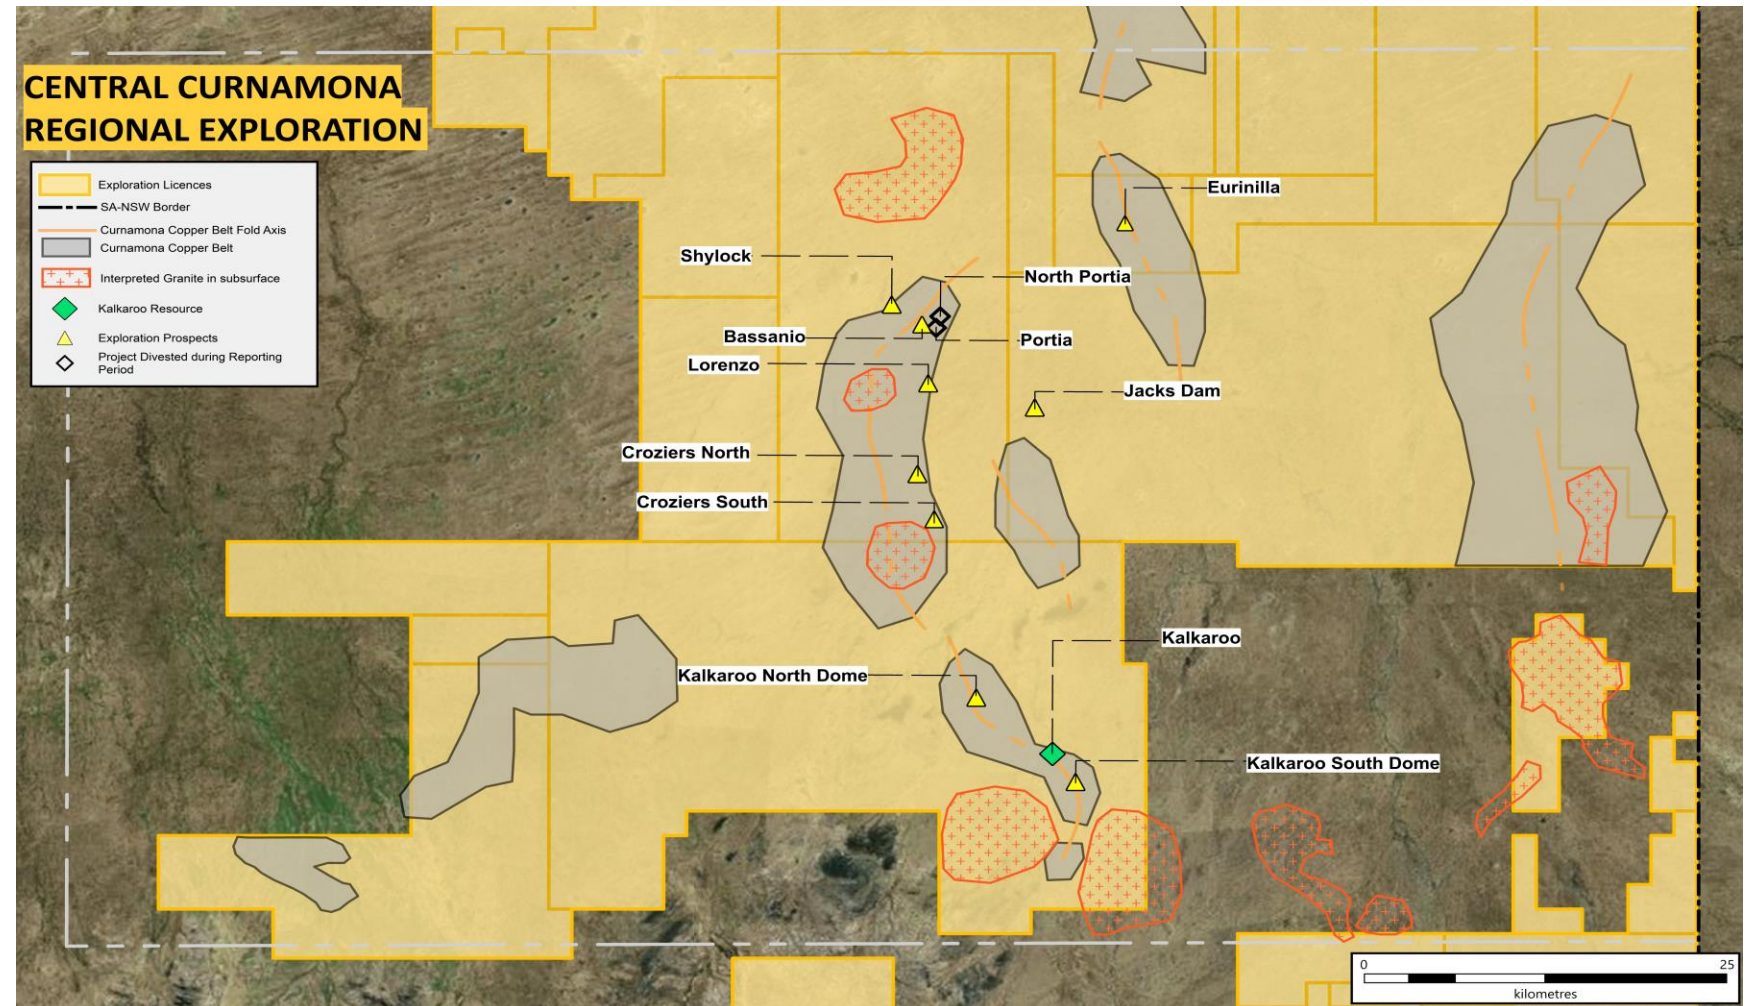 CENTRAL CURNAMONA
REGIONAL EXPLORATION
Exploration Licences
SA-NSW Border
Curnamona Copper Belt Fold Axis
Curnamona Copper Belt
Interpreted Granite in subsurface
Kalkaroo Resource
Exploration Prospects
Project Divested during Reporting
Period
Eurinilla
Shylock
North Portia
Bassanio
Portia
Lorenzo
Jacks Dam
Croziers North
Croziers South
Kalkaroo
Kalkaroo North Dome
Kalkaroo South Dome
0 25
kilometres